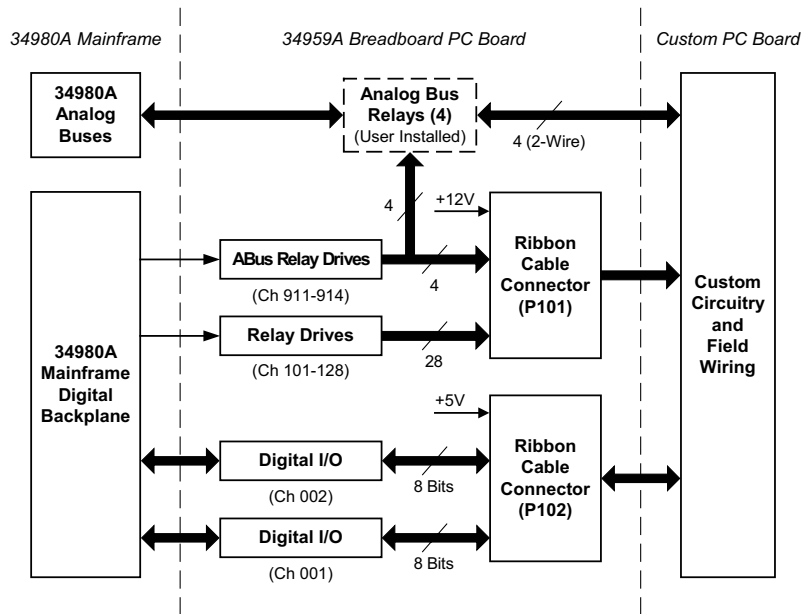 34980A Mainframe
34959A Breadboard PC Board
Custom PC Board
34980A
Analog
Buses
Analog Bus
Relays (4)
(User Installed)
4 (2-Wire)
4
+12V
ABus Relay Drives
(Ch 911-914)
4
Relay Drives
(Ch 101-128)
28
Ribbon
Cable
Connector
(P101)
34980A
Mainframe
Digital
Backplane
Custom
Circuitry
and
Field
Wiring
+5V
Digital I/O
(Ch 002)
8 Bits
Digital I/O
(Ch 001)
8 Bits
Ribbon
Cable
Connector
(P102)